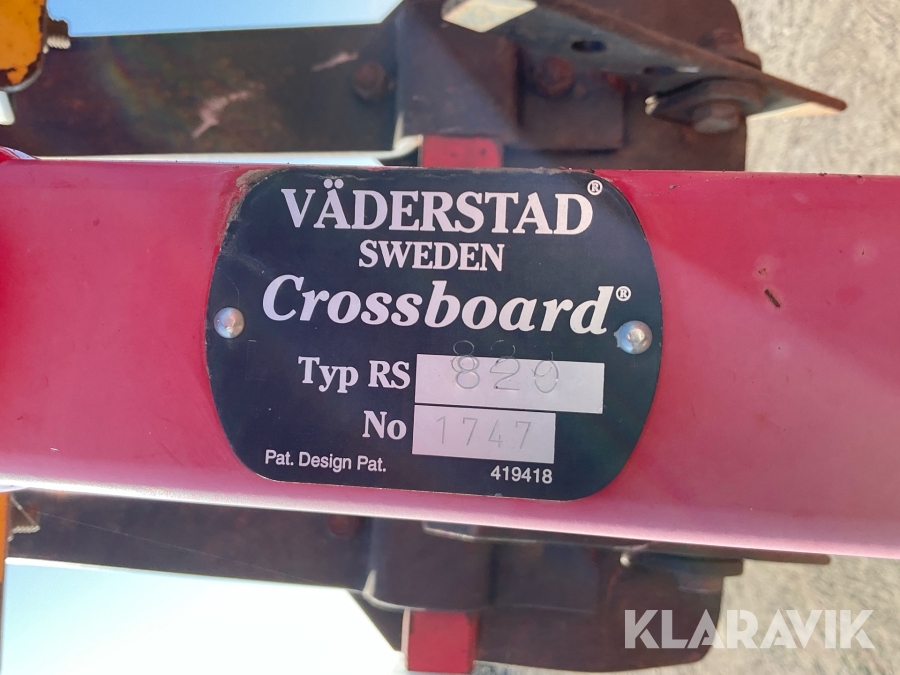 VÄDERSTAD®
SWEDEN
Crossboard®
Typ RS 820
No 1747
Pat. Design Pat. 419418
KLARAVIK